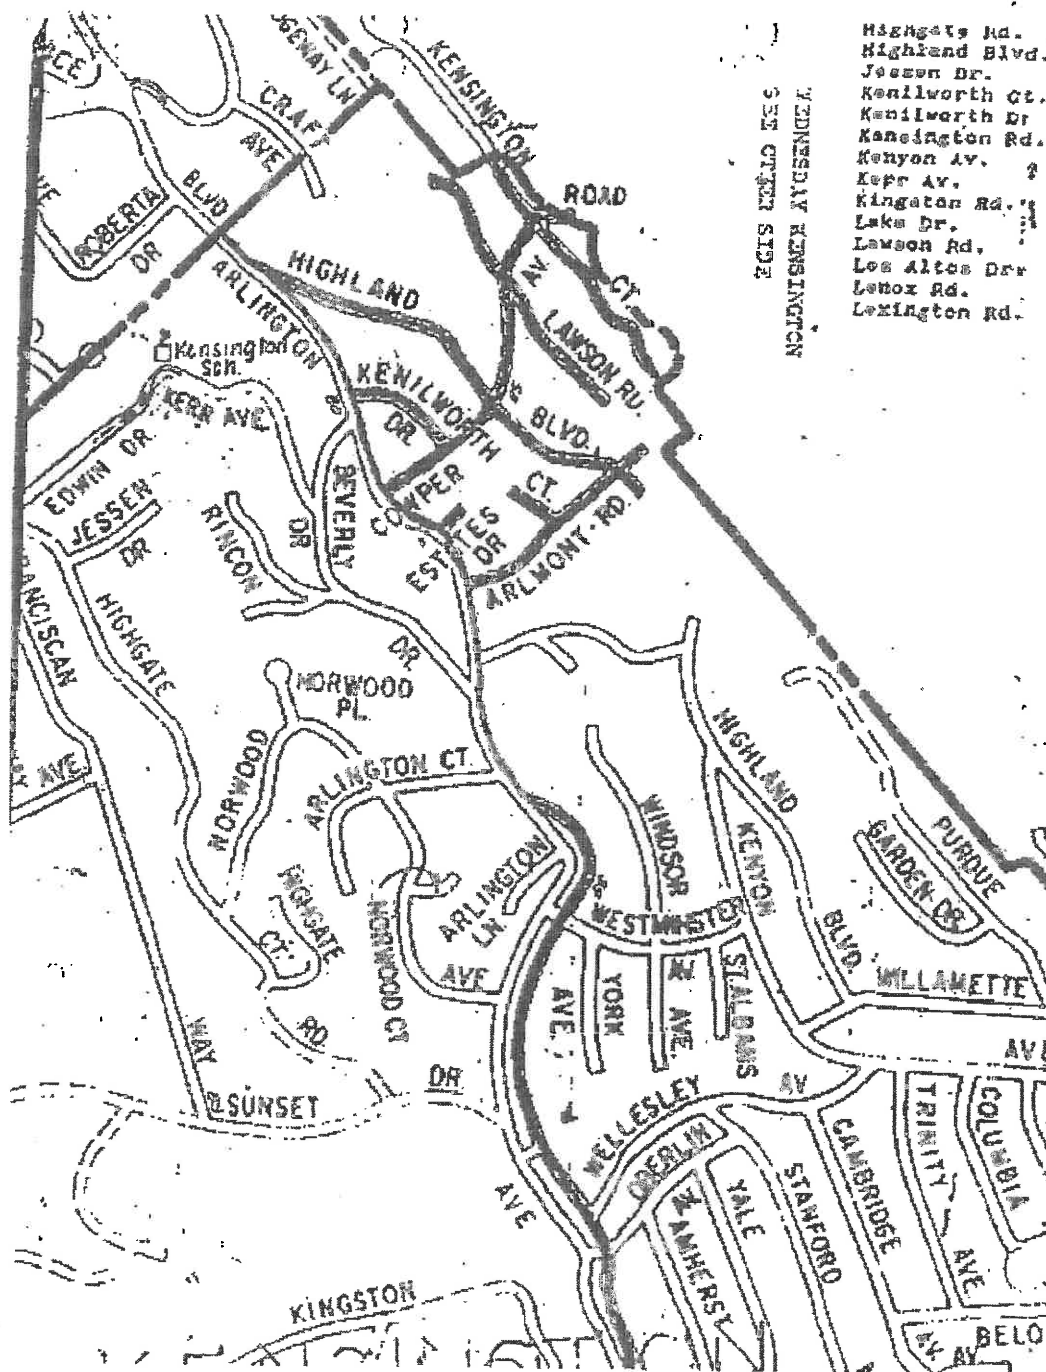 Highgate Rd.
Highland Blvd.
Jessen Dr.
Kenilworth Ct.
Kenilworth Dr
Kensington Rd.
Kenyon Av.
Kerr Av.
Kingston Rd.
Lake Dr.
Lawson Rd.
Los Altos Drv
Lenox Rd.
Lexington Rd.
WEDNESDAY KENSINGTON
SEE OTHER SIDE
KENSINGTON
ROAD
CT.
CRAFT
AVE
BLVD
ROBERTA
DR
ARLINGTON
HIGHLAND
AV.
LAWSON RD.
Kensington
Sch.
KERR AVE.
KENILWORTH
DR.
BLVD.
EDWIN DR.
JESSEN
DR
RINCON
BEVERLY
DR
CT.
DR
ARLMONT RD.
HIGHGATE
DR.
NORWOOD
PL.
NORWOOD
ARLINGTON CT.
HIGHLAND
WINDSOR
KENYON
PURDUE
GARDEN DR.
ARLINGTON
LN.
HIGHGATE
CT.
NORWOOD CT
AVE
YORK
AVE.
AVE.
ST. ALBANS
BLVD.
WILLAMETTE
AVE
RD
WAY
SUNSET
DR
WELLESLEY
AV
OBERLIN
AVE
YALE
AMHERST
STANFORD
CAMBRIDGE
TRINITY
AVE.
COLUMBIA
KINGSTON
AV.
BELO
AV